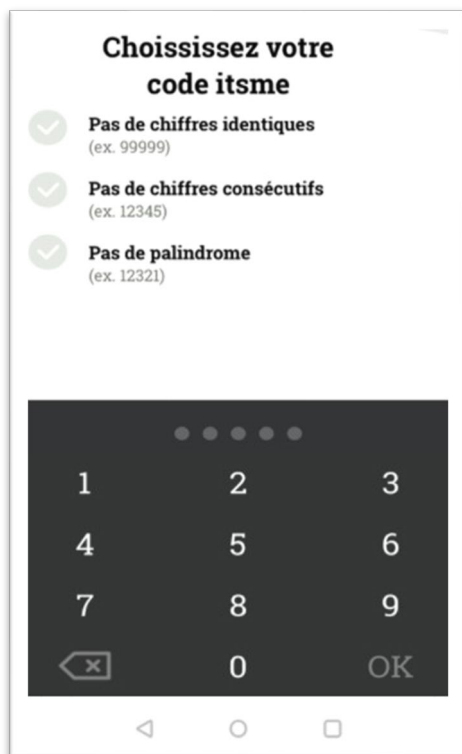 Choississez votre
code itsme
Pas de chiffres identiques
(ex. 99999)
Pas de chiffres consécutifs
(ex. 12345)
Pas de palindrome
(ex. 12321)
1 2 3
4 5 6
7 8 9
0 OK